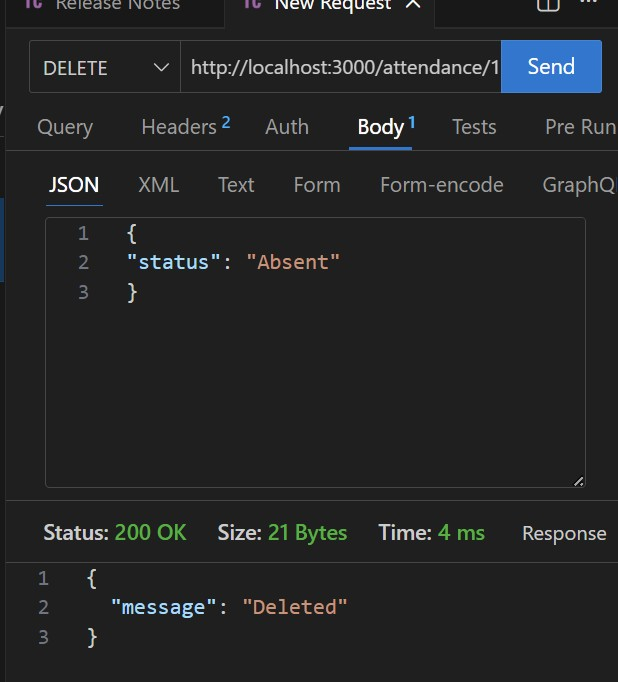 TC Release Notes TC New Request × ...
DELETE http://localhost:3000/attendance/1 Send
Query Headers 2 Auth Body 1 Tests Pre Run
JSON XML Text Form Form-encode GraphQ
1 {
2 "status": "Absent"
3 }
Status: 200 OK Size: 21 Bytes Time: 4 ms Response
1 {
2 "message": "Deleted"
3 }